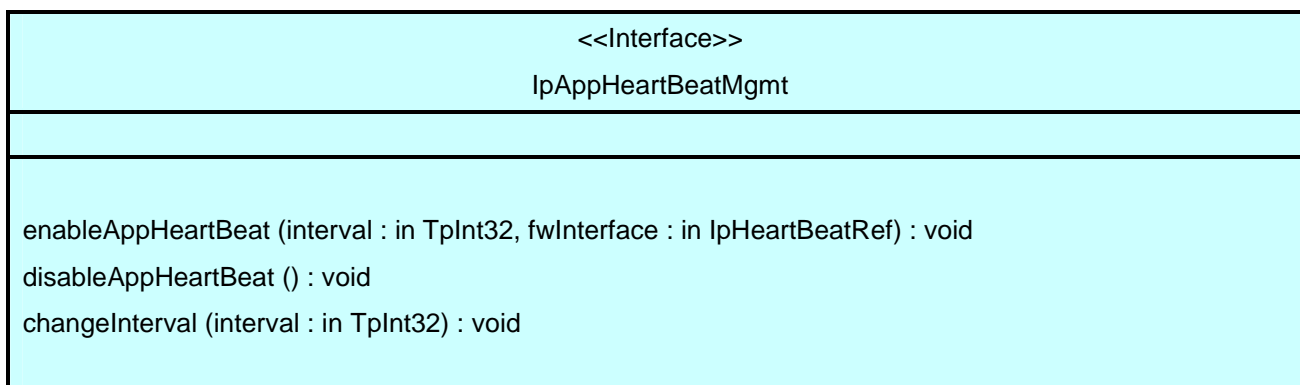 <<Interface>>
IpAppHeartBeatMgmt
enableAppHeartBeat (interval : in TpInt32, fwInterface : in IpHeartBeatRef) : void
disableAppHeartBeat () : void
changeInterval (interval : in TpInt32) : void